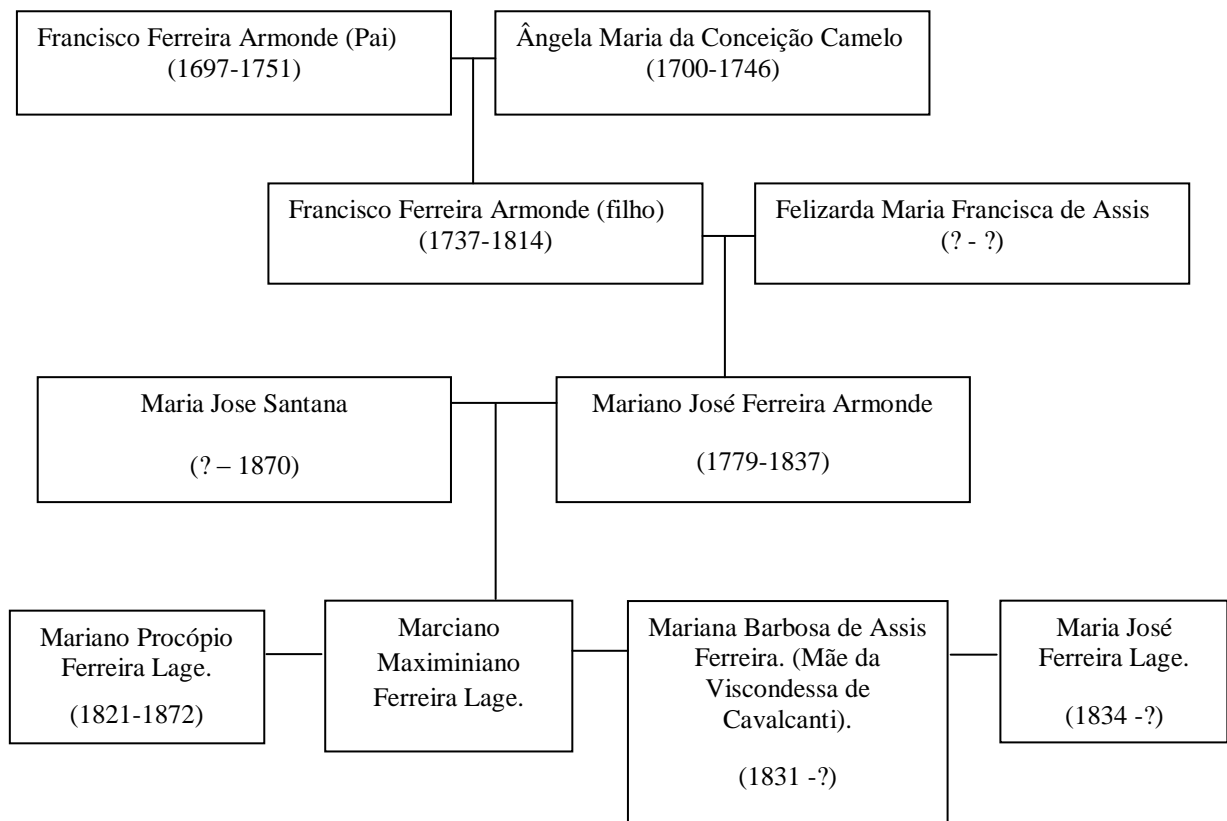 Francisco Ferreira Armonde (Pai)
(1697-1751)
Ângela Maria da Conceição Camelo
(1700-1746)
Francisco Ferreira Armonde (filho)
(1737-1814)
Felizarda Maria Francisca de Assis
(? - ?)
Maria Jose Santana
(? – 1870)
Mariano José Ferreira Armonde
(1779-1837)
Mariano Procópio
Ferreira Lage.
(1821-1872)
Marciano
Maximiniano
Ferreira Lage.
Mariana Barbosa de Assis
Ferreira. (Mãe da
Viscondessa de
Cavalcanti).
(1831 -?)
Maria José
Ferreira Lage.
(1834 -?)